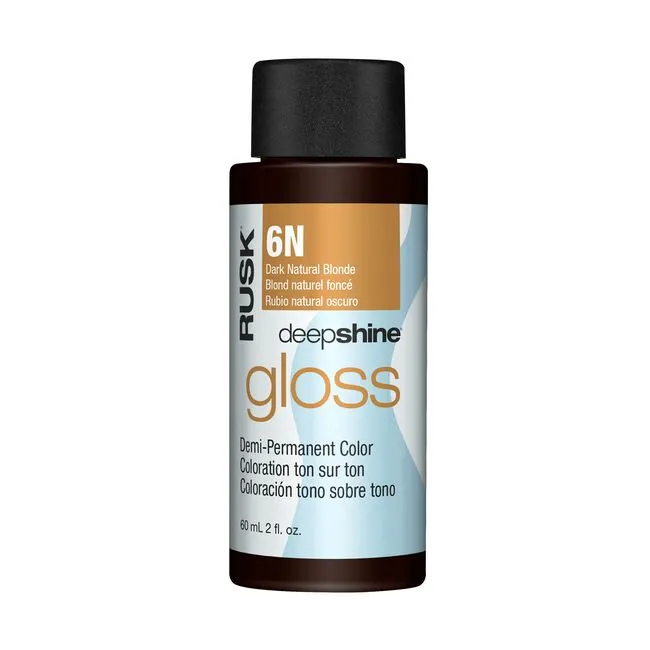 RUSK
6N
Dark Natural Blonde
Blond naturel foncé
Rubio natural oscuro
deepshine
gloss
Demi-Permanent Color
Coloration ton sur ton
Coloración tono sobre tono
60 mL 2 fl. oz.